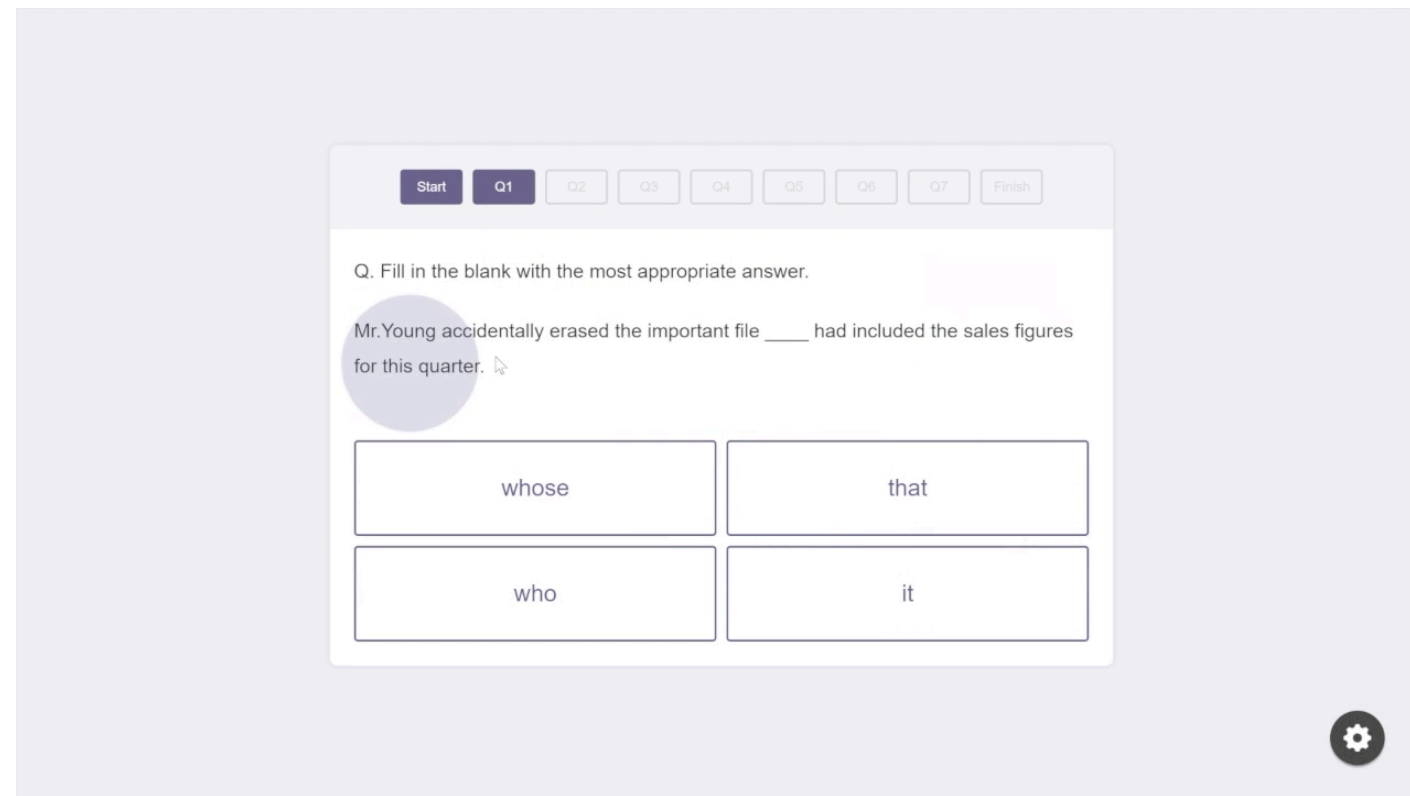 Start Q1 Q2 Q3 Q4 Q5 Q6 Q7 Finish
Q. Fill in the blank with the most appropriate answer.
Mr.Young accidentally erased the important file ____ had included the sales figures
for this quarter.
whose that
who it